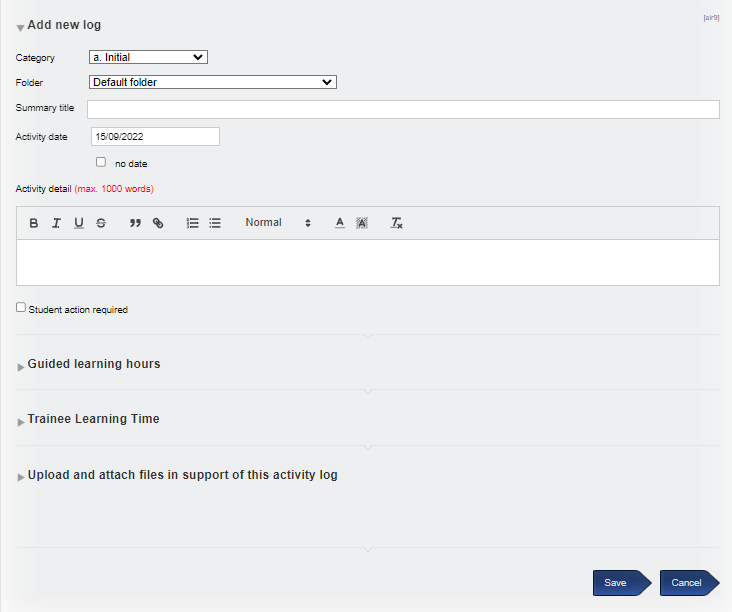 Add new log
[air9]
Category a. Initial
Folder Default folder
Summary title
Activity date 15/09/2022
no date
Activity detail (max. 1000 words)
B I U S Normal A A Tx
Student action required
Guided learning hours
Trainee Learning Time
Upload and attach files in support of this activity log
Save Cancel